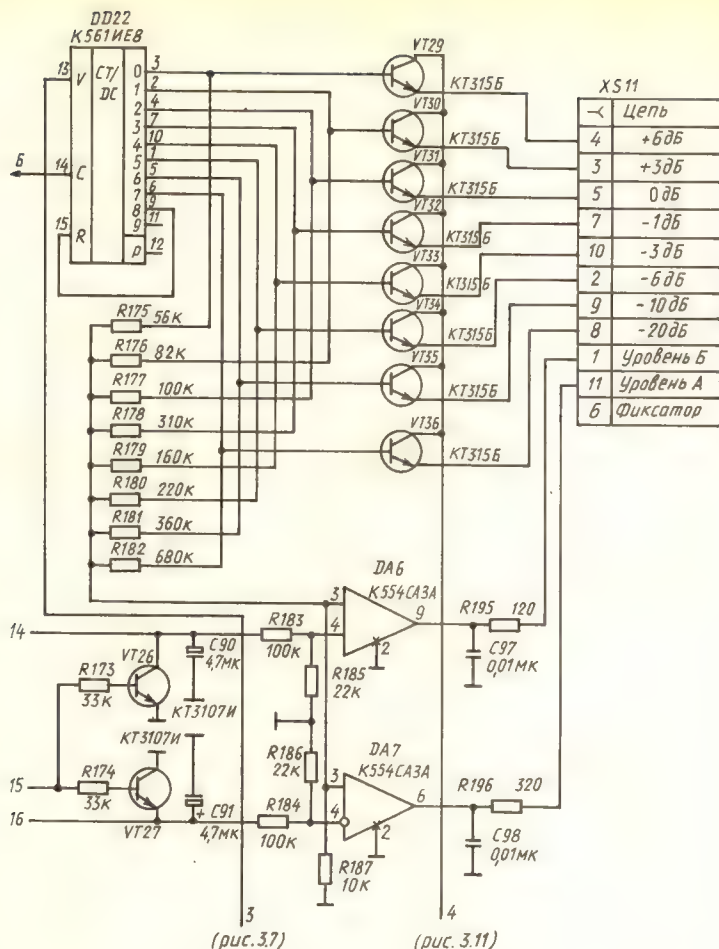 DD22
К561ИЕ8
13 V СТ/ DC 0 3
1 2
2 4
3 7
4 10
5 1
Б 14 C 6 5
7 6
8 9
15 R 9 11
P 12
R175 56к
R176 82к
R177 100к
R178 310к
R179 160к
R180 220к
R181 360к
R182 680к
VT29
КТ315Б
VT30
КТ315Б
VT31
КТ315Б
VT32
КТ315Б
VT33
КТ315Б
VT34
КТ315Б
VT35
КТ315Б
VT36
КТ315Б
XS11
Цепь
4 +6дБ
3 +3дБ
5 0дБ
7 -1дБ
10 -3дБ
2 -6дБ
9 -10дБ
8 -20дБ
1 Уровень Б
11 Уровень А
6 Фиксатор
DA6
К554СА3А
3
4
9
2
R195 120
C97
0,01мк
14
R183
100к
C90
4,7мк
VT26
R173
33к
КТ3107И
R185
22к
КТ3107И
R186
22к
DA7
К554СА3А
3
4
6
2
R196 320
C98
0,01мк
15
R174
33к
VT27
16
+ C91
4,7мк
R184
100к
R187
10к
3
(рис. 3.7)
4
(рис. 3.11)